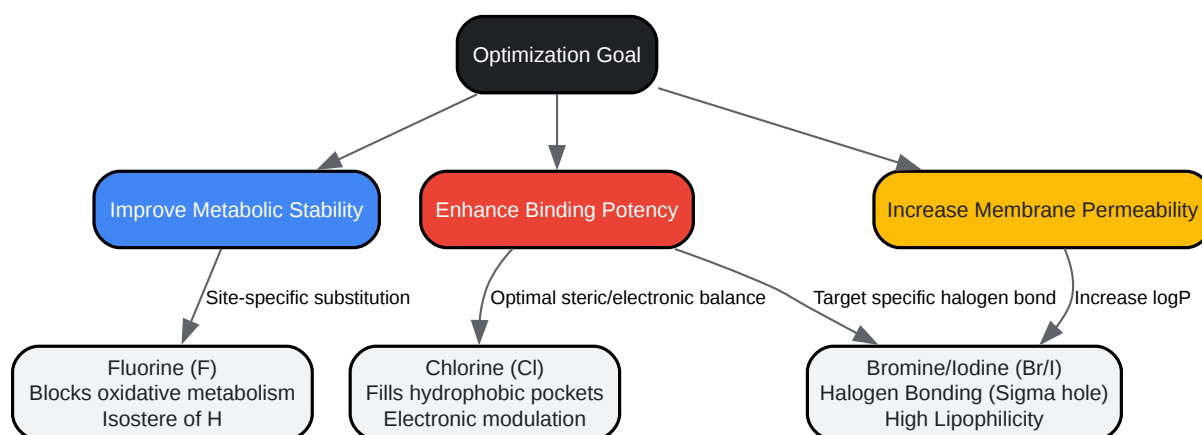 Optimization Goal
Improve Metabolic Stability
Enhance Binding Potency
Increase Membrane Permeability
Site-specific substitution
Optimal steric/electronic balance
Target specific halogen bond
Increase logP
Fluorine (F)
Blocks oxidative metabolism
Isostere of H
Chlorine (Cl)
Fills hydrophobic pockets
Electronic modulation
Bromine/Iodine (Br/I)
Halogen Bonding (Sigma hole)
High Lipophilicity